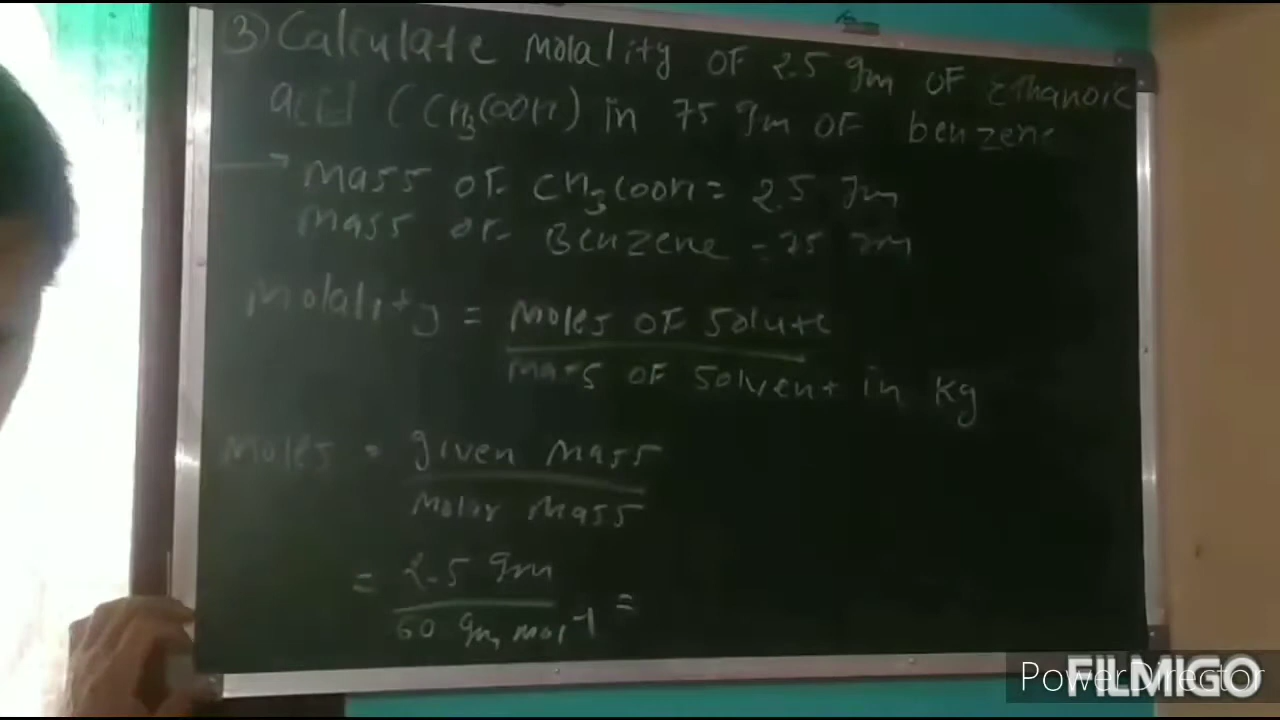 3) Calculate molality OF 2.5 gm OF Ethanoic
acid (CH3COOH) in 75 gm OF benzene
Mass OF CH3COOH = 2.5 gm
Mass OF Benzene = 75 gm
Molality = Moles OF Solute
Mass OF Solvent in Kg
Moles = given Mass
Molar Mass
= 2.5 gm
60 gm mol-1 =
PowerDirector
FILMIGO